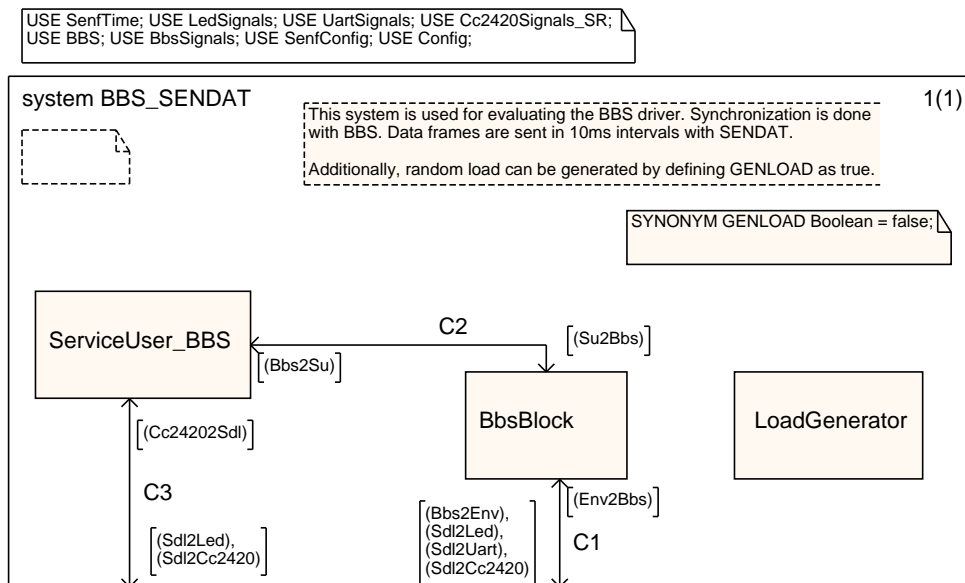 USE SenfTime; USE LedSignals; USE UartSignals; USE Cc2420Signals_SR;
USE BBS; USE BbsSignals; USE SenfConfig; USE Config;
system BBS_SENDAT
1(1)
This system is used for evaluating the BBS driver. Synchronization is done
with BBS. Data frames are sent in 10ms intervals with SENDAT.
Additionally, random load can be generated by defining GENLOAD as true.
SYNONYM GENLOAD Boolean = false;
ServiceUser_BBS
C2
(Su2Bbs)
(Bbs2Su)
BbsBlock
LoadGenerator
(Cc24202Sdl)
C3
(Env2Bbs)
(Sdl2Led),
(Sdl2Cc2420)
(Bbs2Env),
(Sdl2Led),
(Sdl2Uart),
(Sdl2Cc2420)
C1